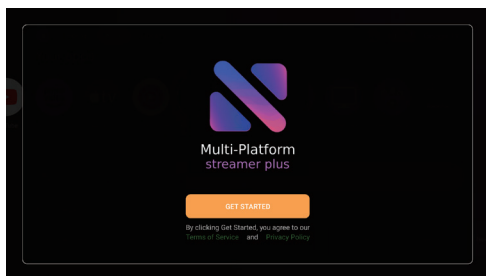 Multi-Platform
streamer plus
GET STARTED
By clicking Get Started, you agree to our
Terms of Service and Privacy Policy